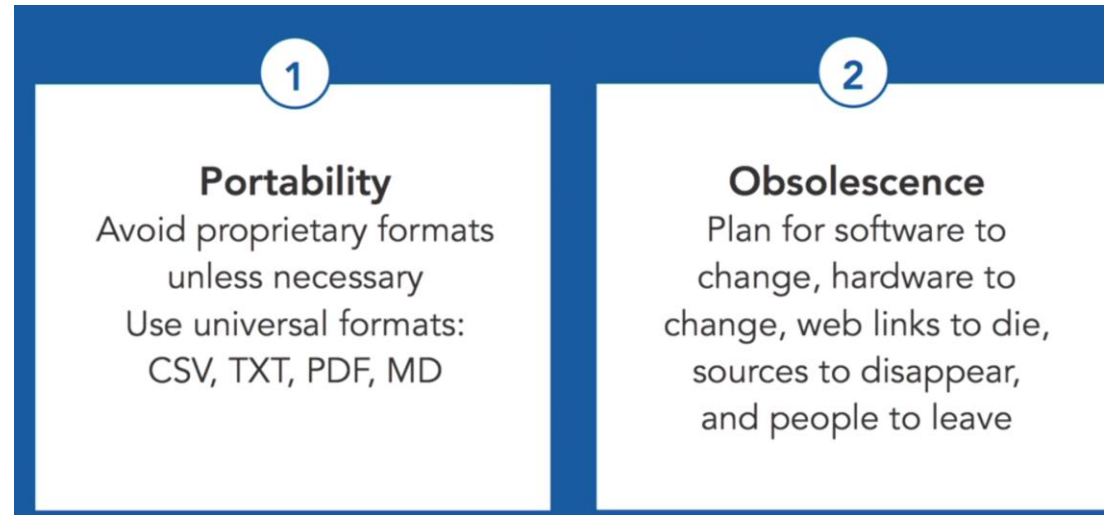 1
Portability
Avoid proprietary formats
unless necessary
Use universal formats:
CSV, TXT, PDF, MD
2
Obsolescence
Plan for software to
change, hardware to
change, web links to die,
sources to disappear,
and people to leave